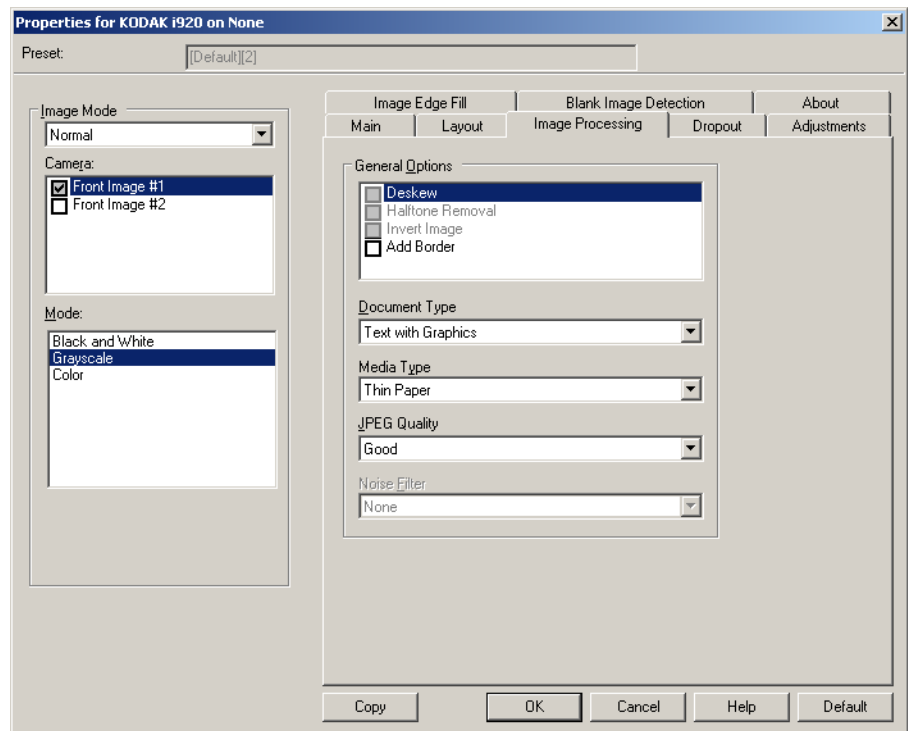 Properties for KODAK i920 on None
Preset:
[Default][2]
Image Mode
Normal
Camera:
Front Image #1
Front Image #2
Mode:
Black and White
Grayscale
Color
Image Edge Fill
Blank Image Detection
About
Main
Layout
Image Processing
Dropout
Adjustments
General Options
Deskew
Halftone Removal
Invert Image
Add Border
Document Type
Text with Graphics
Media Type
Thin Paper
JPEG Quality
Good
Noise Filter
None
Copy
OK
Cancel
Help
Default